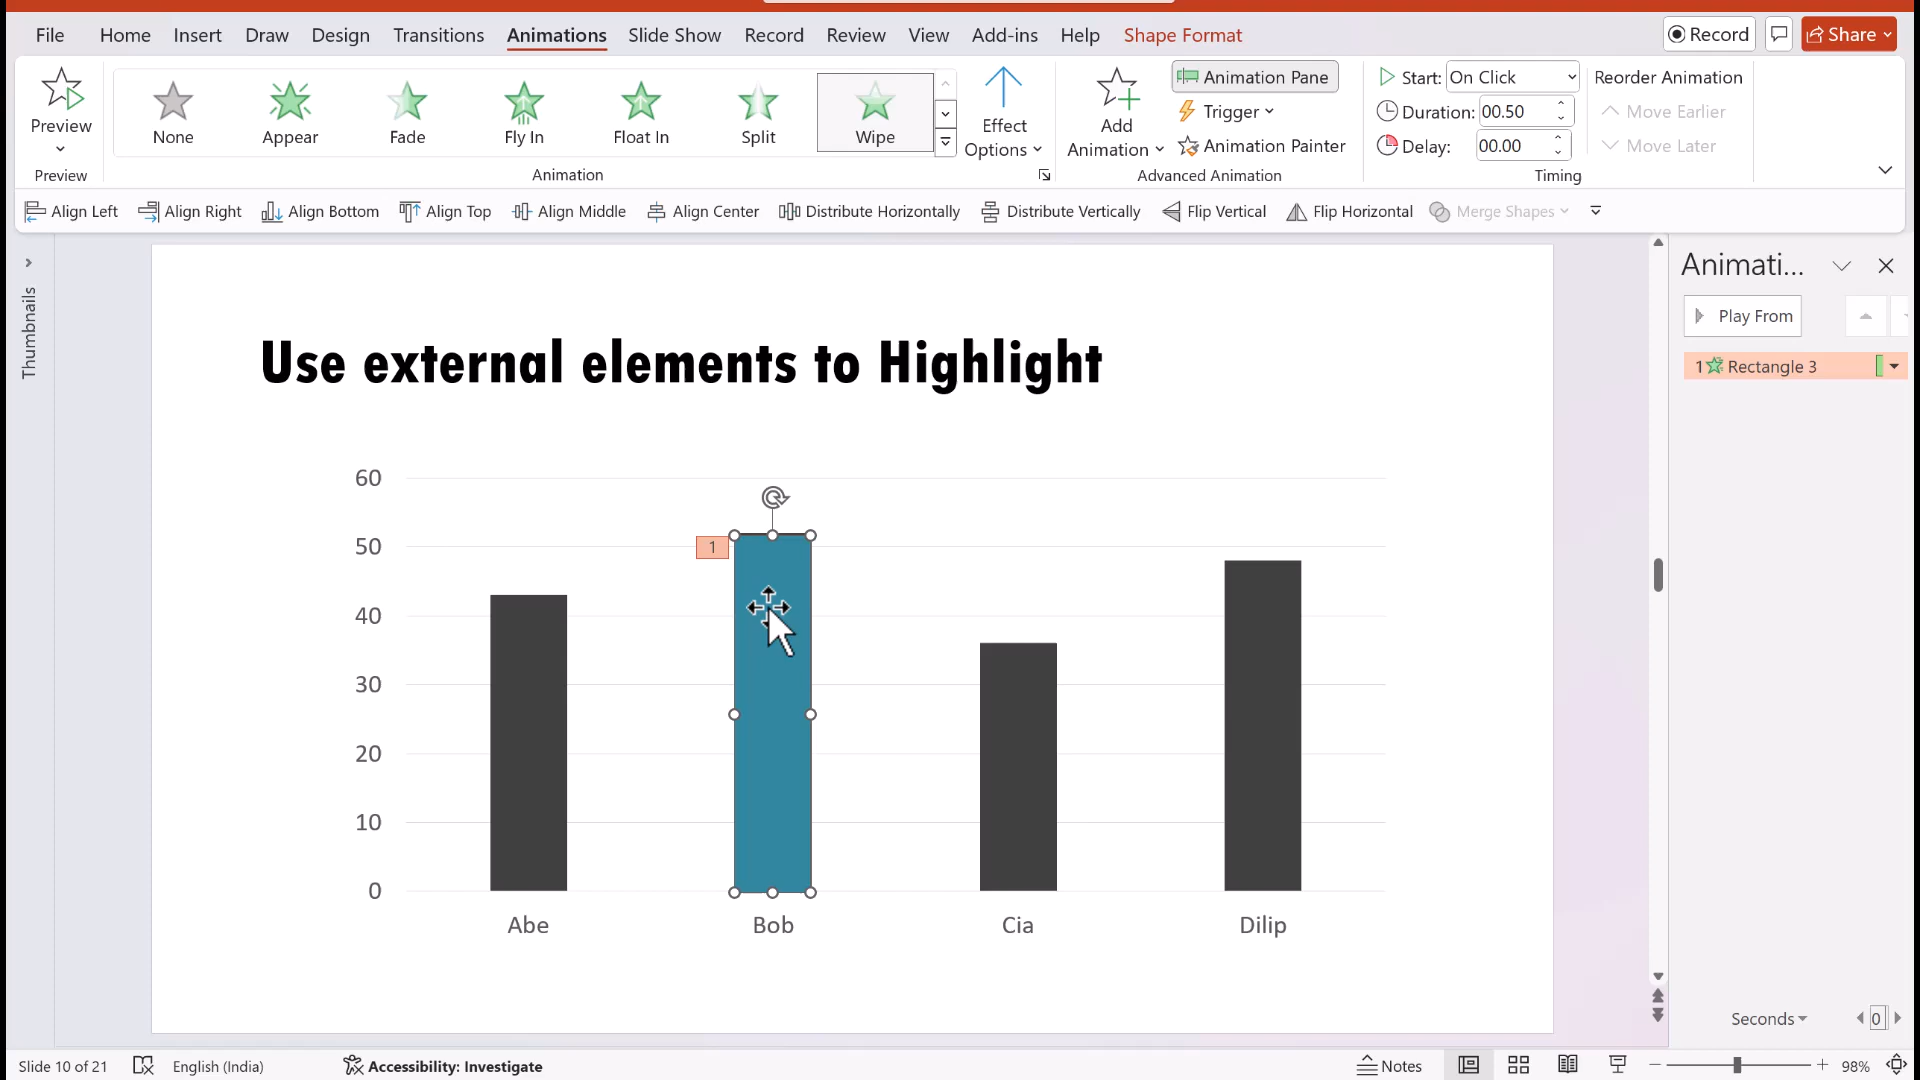 File Home Insert Draw Design Transitions Animations Slide Show Record Review View Add-ins Help Shape Format Record Share
Preview
Preview
None Appear Fade Fly In Float In Split Wipe
Animation
Effect
Options
Add
Animation
Animation Pane
Trigger
Animation Painter
Advanced Animation
Start: On Click
Duration: 00.50
Delay: 00.00
Timing
Reorder Animation
Move Earlier
Move Later
Align Left Align Right Align Bottom Align Top Align Middle Align Center Distribute Horizontally Distribute Vertically Flip Vertical Flip Horizontal Merge Shapes
Thumbnails
Use external elements to Highlight
60
50
40
30
20
10
0
1
Abe Bob Cia Dilip
Animati...
Play From
1 Rectangle 3
Seconds 0
Slide 10 of 21 English (India) Accessibility: Investigate Notes 98%